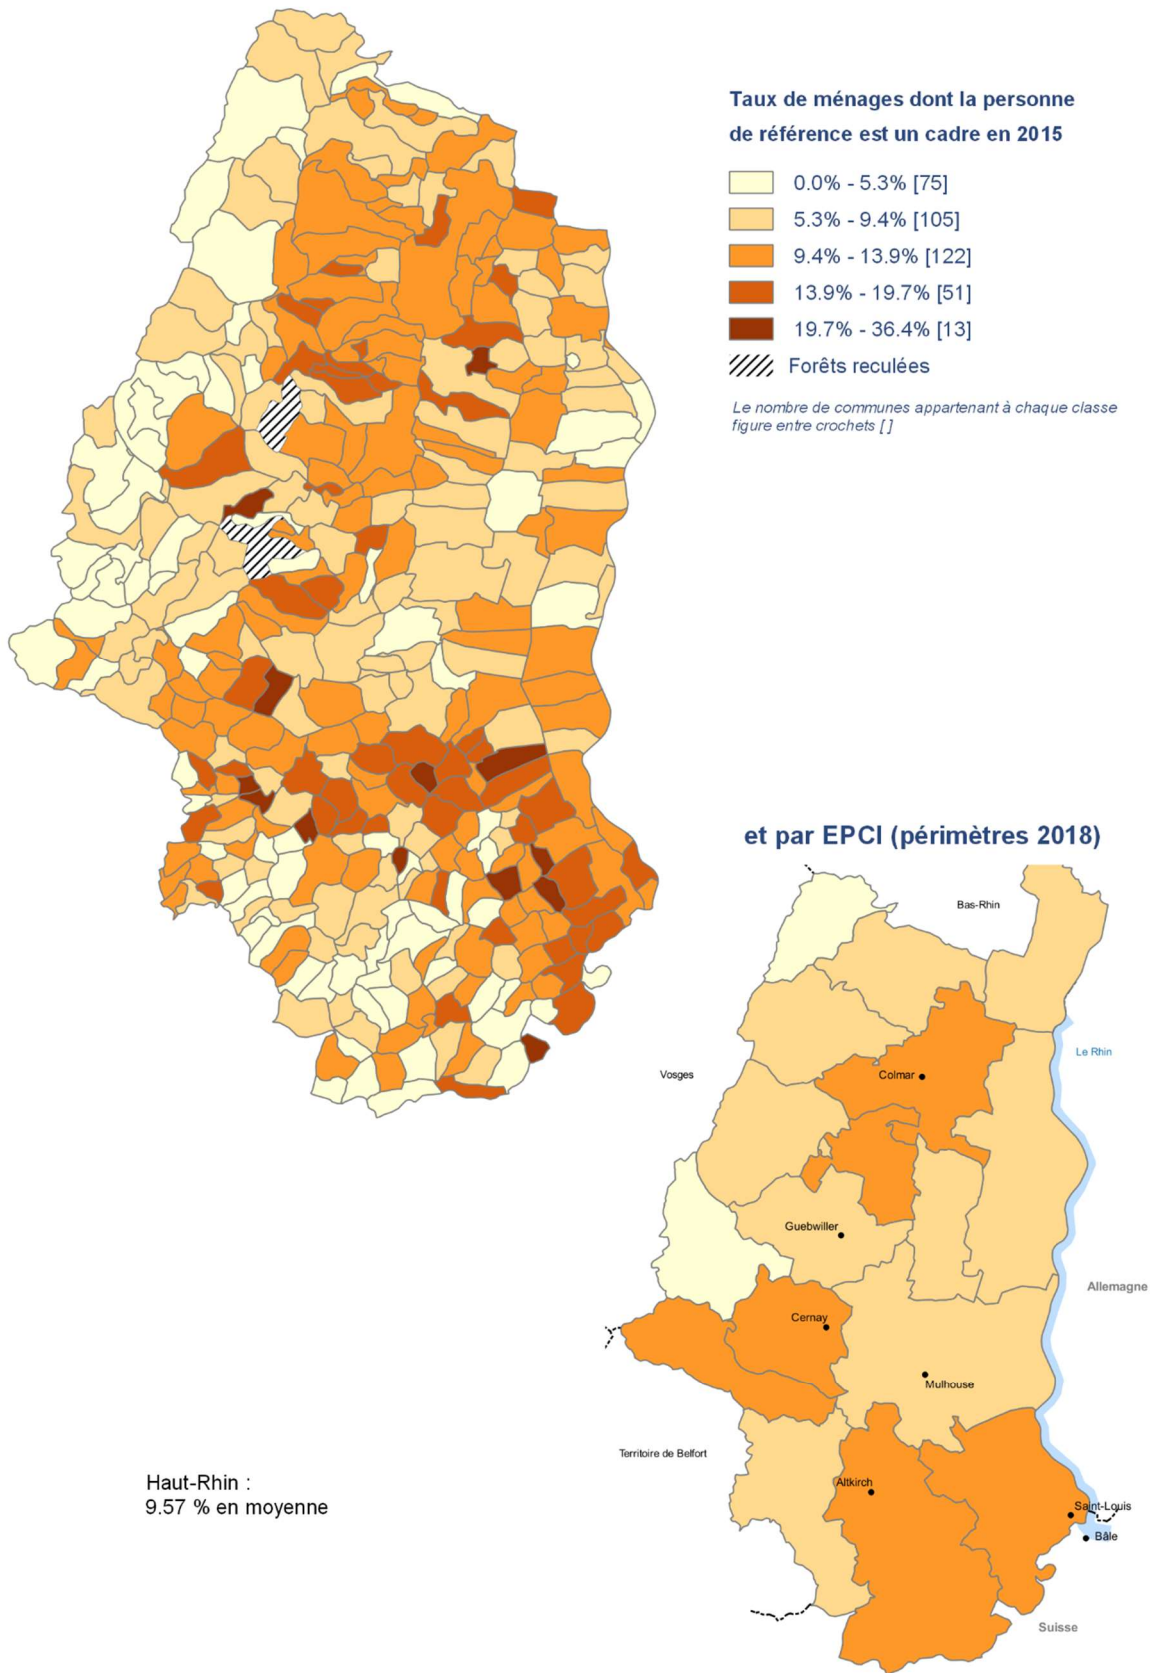 Taux de ménages dont la personne
de référence est un cadre en 2015
0.0% - 5.3% [75]
5.3% - 9.4% [105]
9.4% - 13.9% [122]
13.9% - 19.7% [51]
19.7% - 36.4% [13]
Forêts reculées
Le nombre de communes appartenant à chaque classe
figure entre crochets [ ]
et par EPCI (périmètres 2018)
Bas-Rhin
Le Rhin
Vosges
Colmar
Guebwiller
Allemagne
Cernay
Mulhouse
Territoire de Belfort
Altkirch
Saint-Louis
Bâle
Suisse
Haut-Rhin :
9.57 % en moyenne